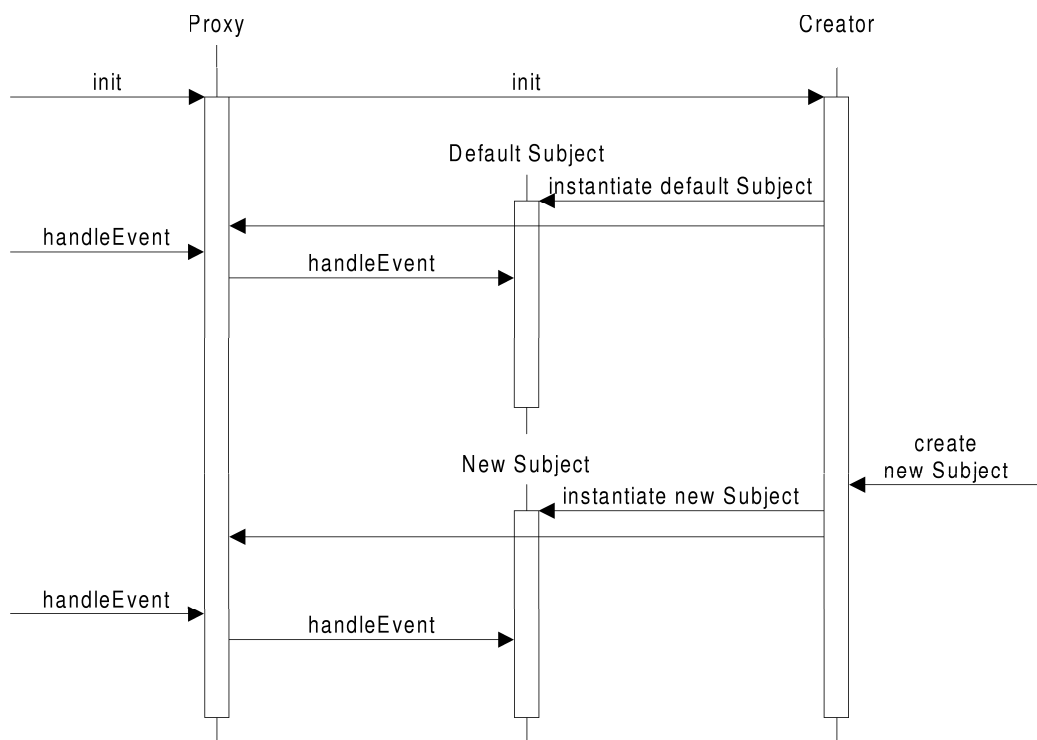 Proxy
Creator
init
init
Default Subject
instantiate default Subject
handleEvent
handleEvent
create
new Subject
New Subject
instantiate new Subject
handleEvent
handleEvent